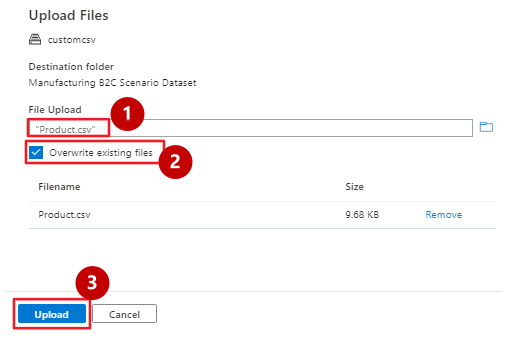 Upload Files
customcsv
Destination folder
Manufacturing B2C Scenario Dataset
File Upload
1
"Product.csv"
Overwrite existing files
2
Filename Size
Product.csv 9.68 KB Remove
3
Upload Cancel